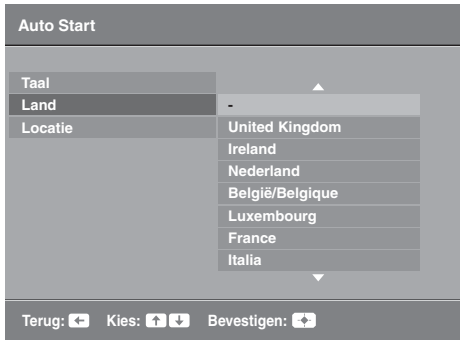 Auto Start
Taal
Land
Locatie
-
United Kingdom
Ireland
Nederland
België/Belgique
Luxembourg
France
Italia
Terug: Kies: Bevestigen: